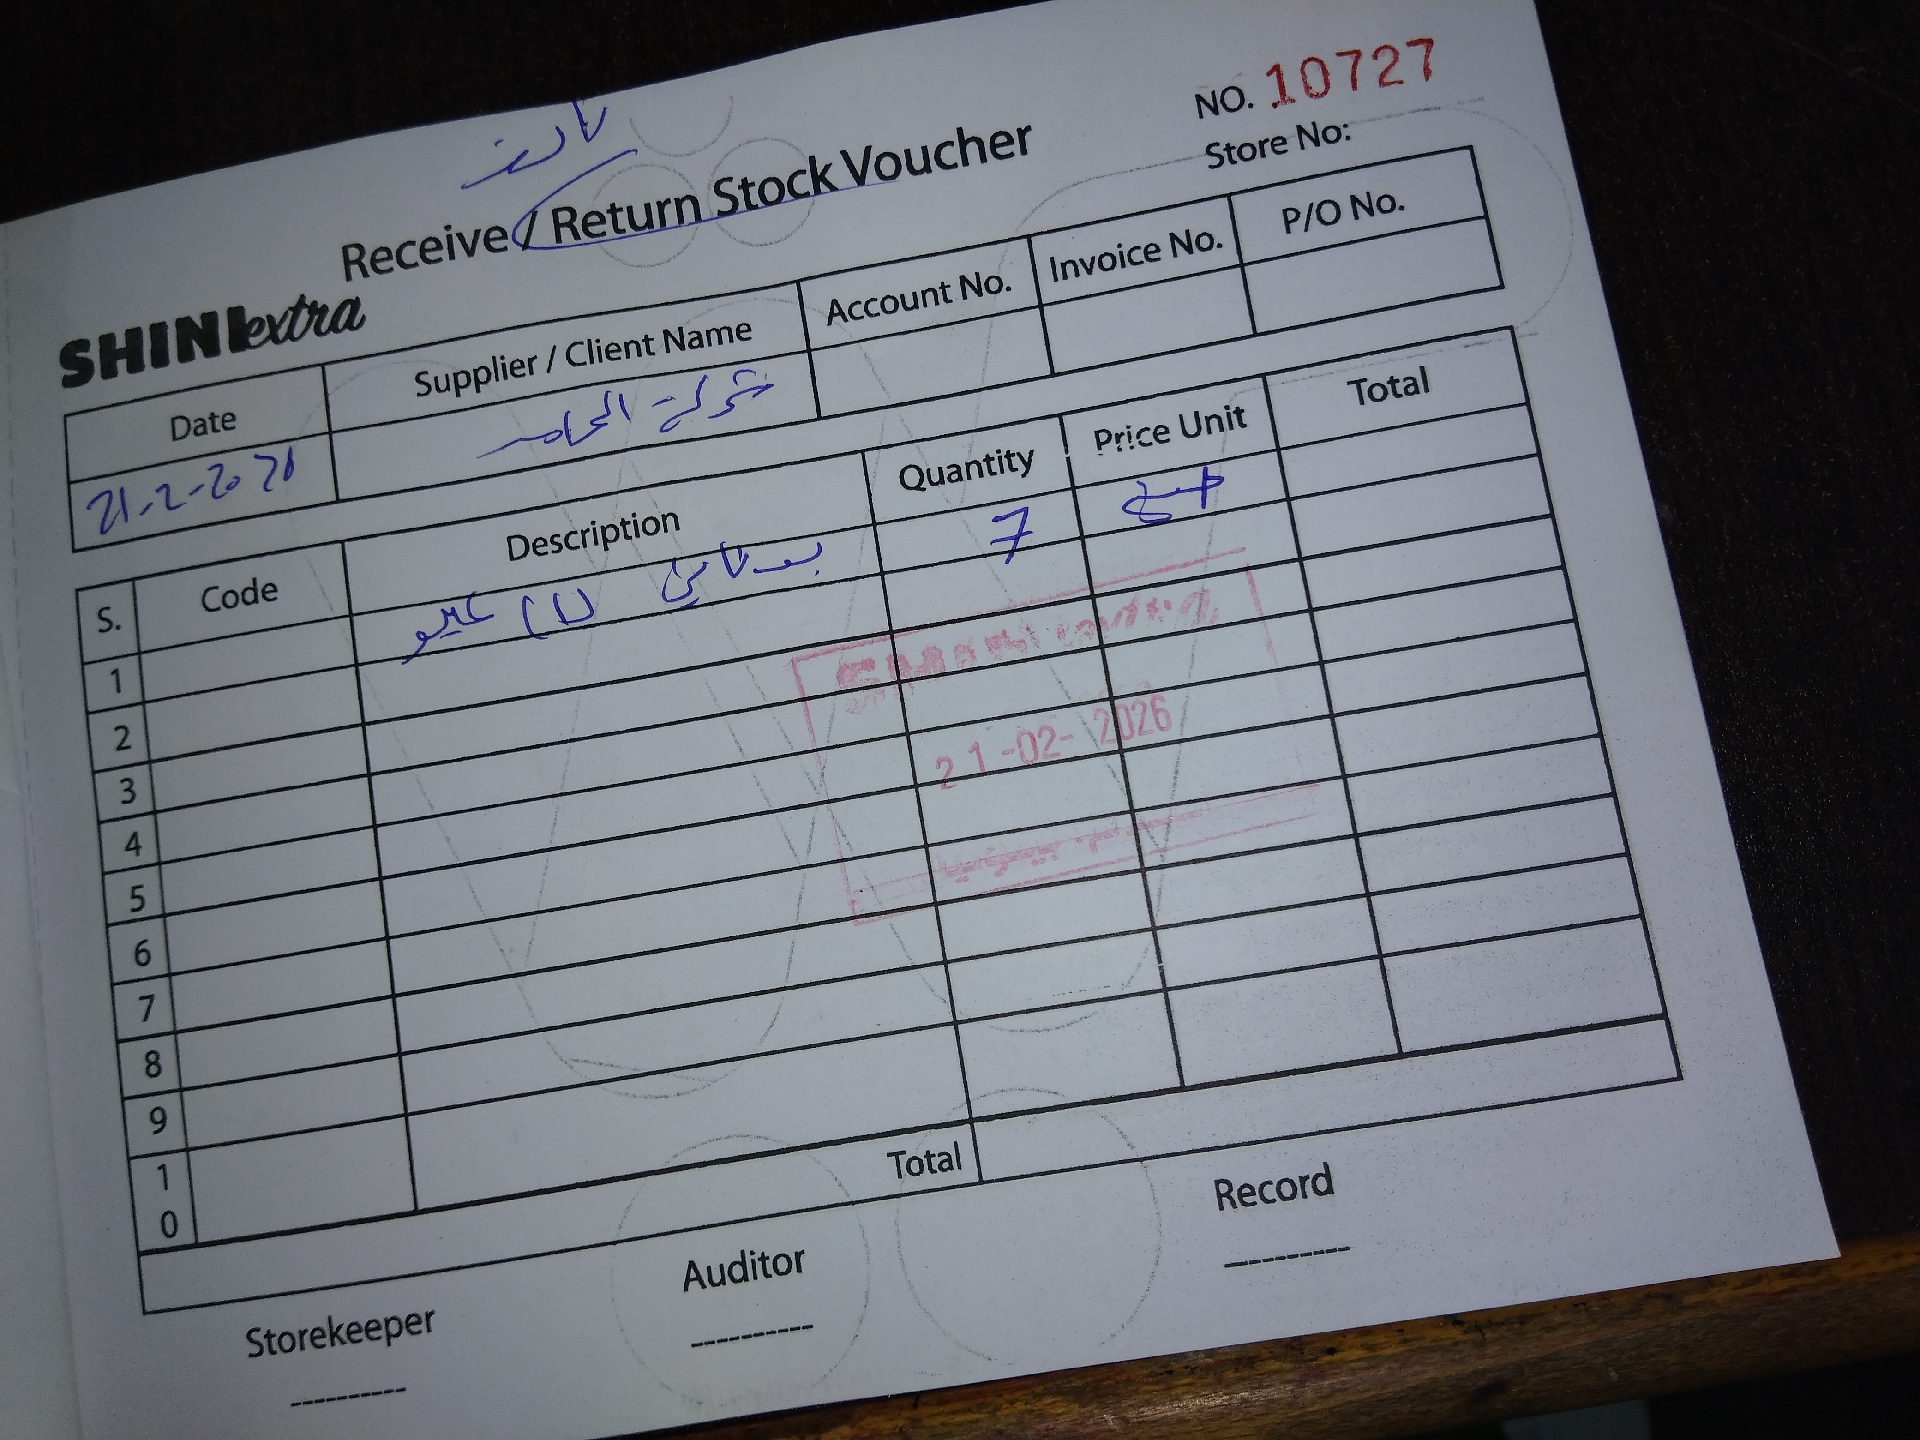 NO. 10727
Store No:
Receive / Return Stock Voucher
SHINE extra
Date Supplier / Client Name Account No. Invoice No. P/O No.
21-2-2026 شركة
S. Code Description Quantity Price Unit Total
1 7
2
3
4
5
6
7
8
9
10
21-02-2026
Total
Storekeeper Auditor Record